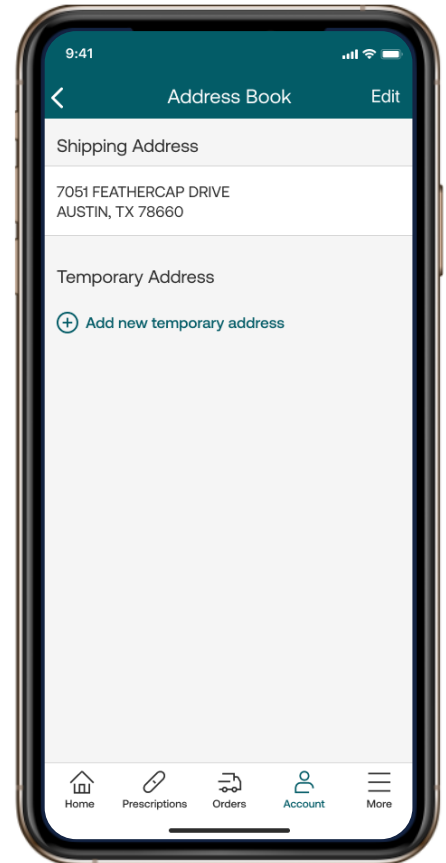 9:41
Address Book
Edit
Shipping Address
7051 FEATHERCAP DRIVE
AUSTIN, TX 78660
Temporary Address
Add new temporary address
Home
Prescriptions
Orders
Account
More